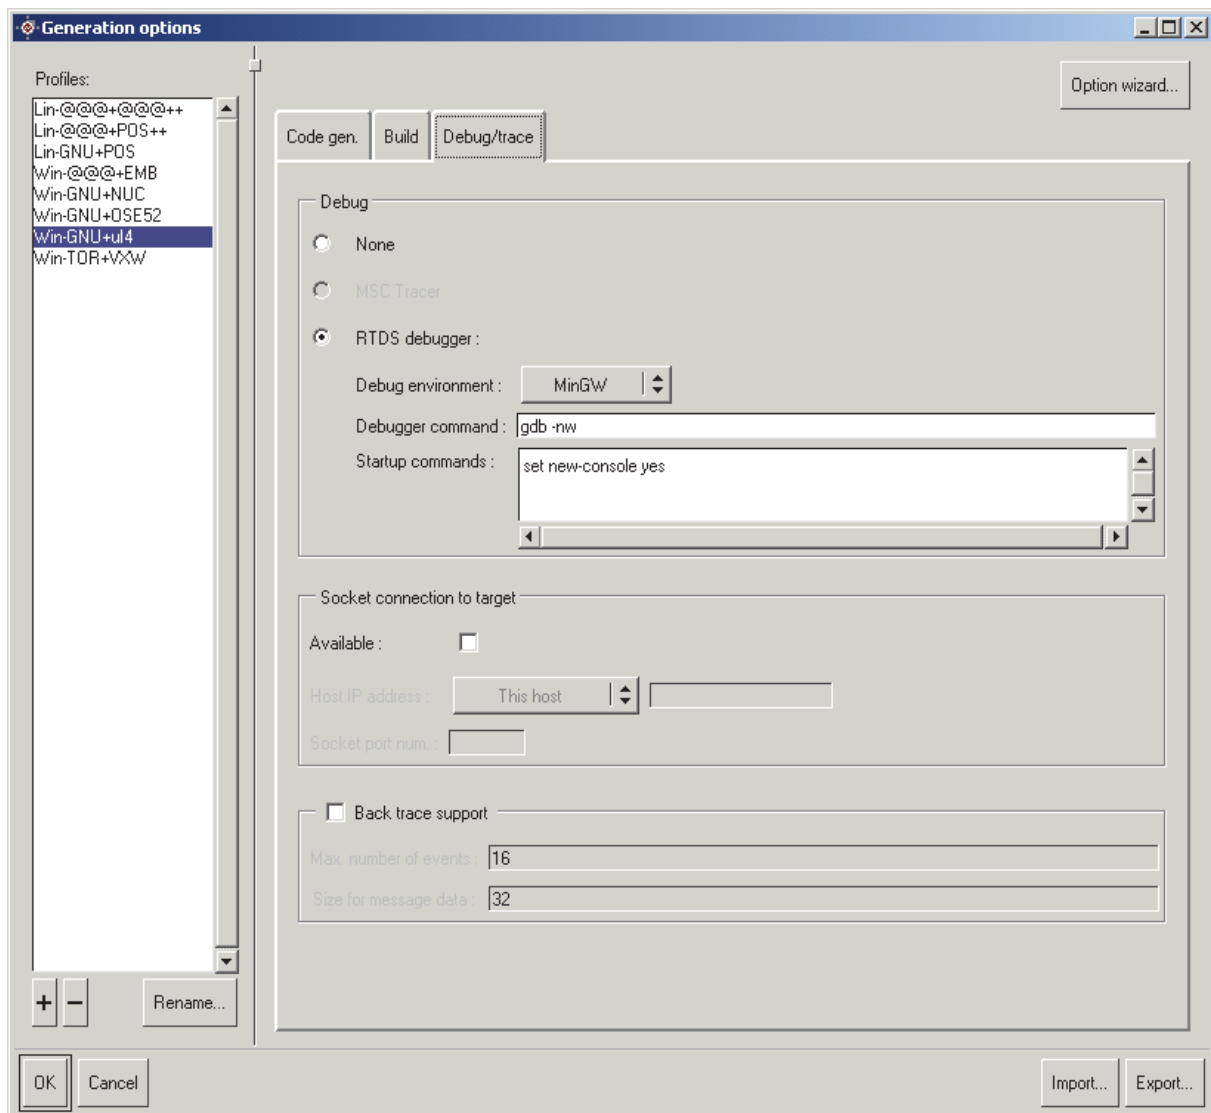 Generation options
Profiles:
Option wizard...
Lin-@@@+@@@++
Lin-@@@+POS++
Lin-GNU+POS
Win-@@@+EMB
Win-GNU+NUC
Win-GNU+OSE52
Win-GNU+uI4
Win-TOR+VXW
Code gen.
Build
Debug/trace
Debug
None
MSC Tracer
RTDS debugger :
Debug environment : MinGW
Debugger command : gdb -nw
Startup commands : set new-console yes
Socket connection to target
Available :
Host IP address : This host
Socket port num. :
Back trace support
Max. number of events : 16
Size for message data : 32
+ − Rename...
OK Cancel Import... Export...